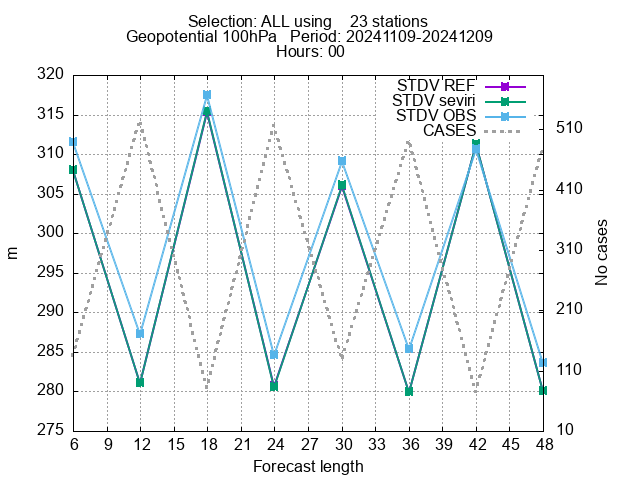 Selection: ALL using    23 stations
Geopotential 100hPa   Period: 20241109-20241209
Hours: 00
STDV REF
STDV seviri
STDV OBS
CASES
320
315
310
305
300
295
290
285
280
275
m
510
410
310
210
110
10
No cases
6 9 12 15 18 21 24 27 30 33 36 39 42 45 48
Forecast length